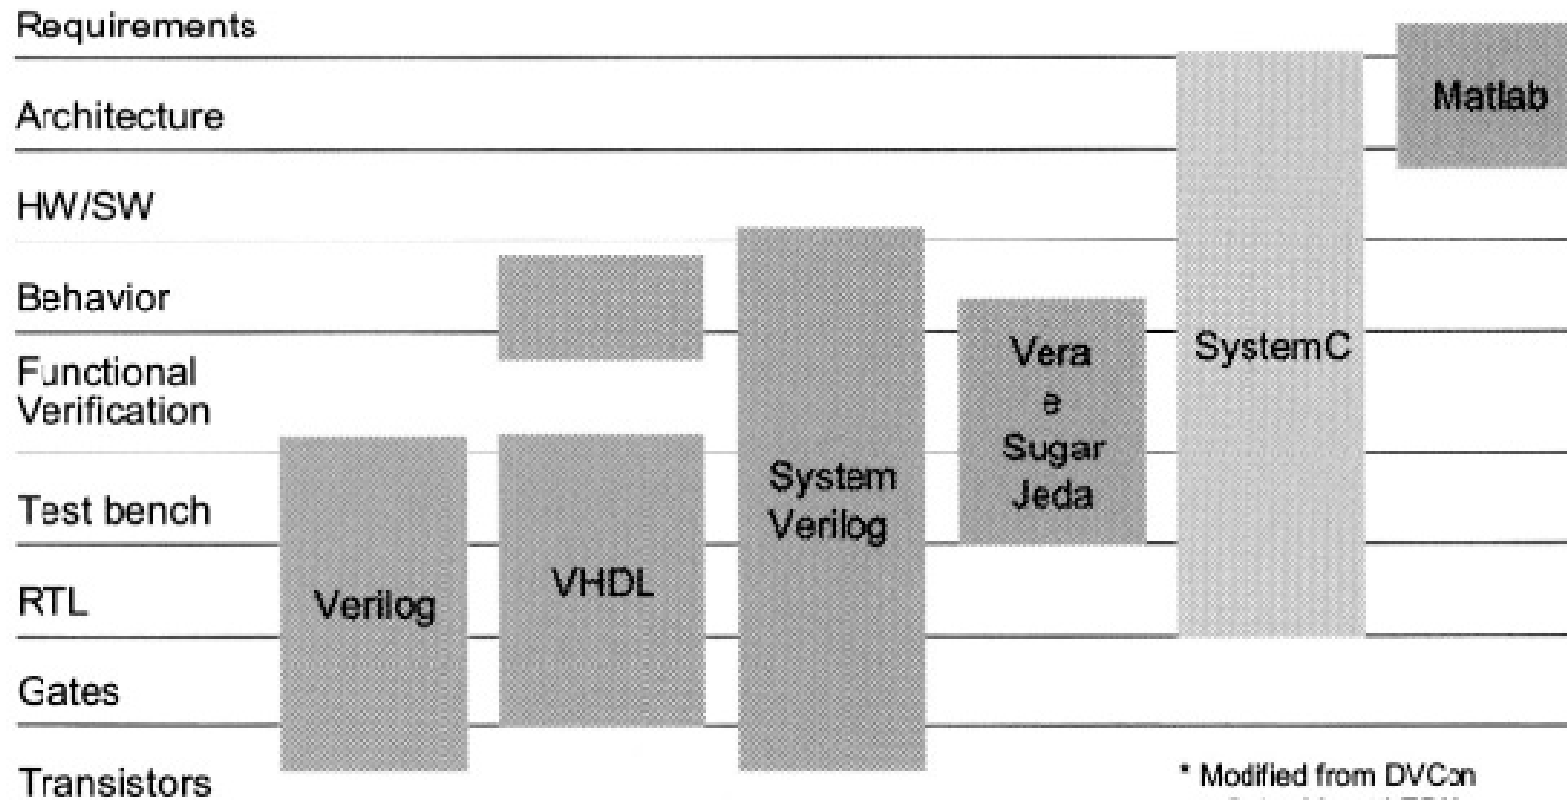 Requirements
Architecture
HW/SW
Behavior
Functional
Verification
Test bench
RTL
Gates
Transistors
Verilog
VHDL
System
Verilog
Vera
e
Sugar
Jeda
SystemC
Matlab
* Modified from DVCon